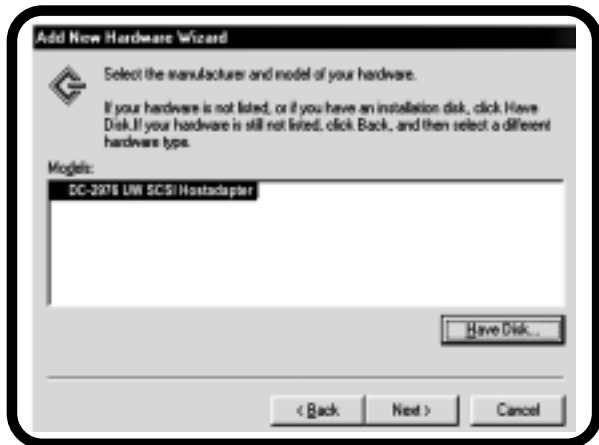 Add New Hardware Wizard
Select the manufacturer and model of your hardware.
If your hardware is not listed, or if you have an installation disk, click Have
Disk.If your hardware is still not listed, click Back, and then select a different
hardware type.
Models:
DC-2976 UW SCSI Hostadapter
Have Disk...
< Back Next > Cancel